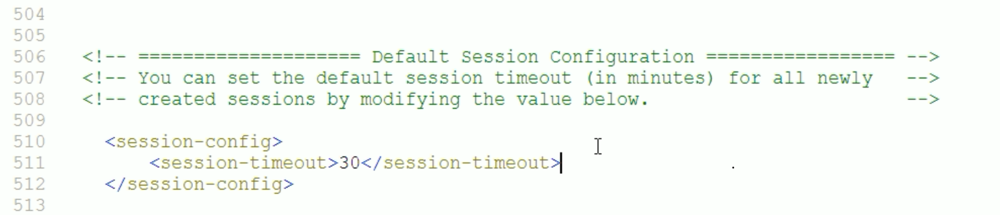 504
505
506 <!-- ==================== Default Session Configuration ================= -->
507 <!-- You can set the default session timeout (in minutes) for all newly   -->
508 <!-- created sessions by modifying the value below.                       -->
509
510   <session-config>
511       <session-timeout>30</session-timeout>
512   </session-config>
513